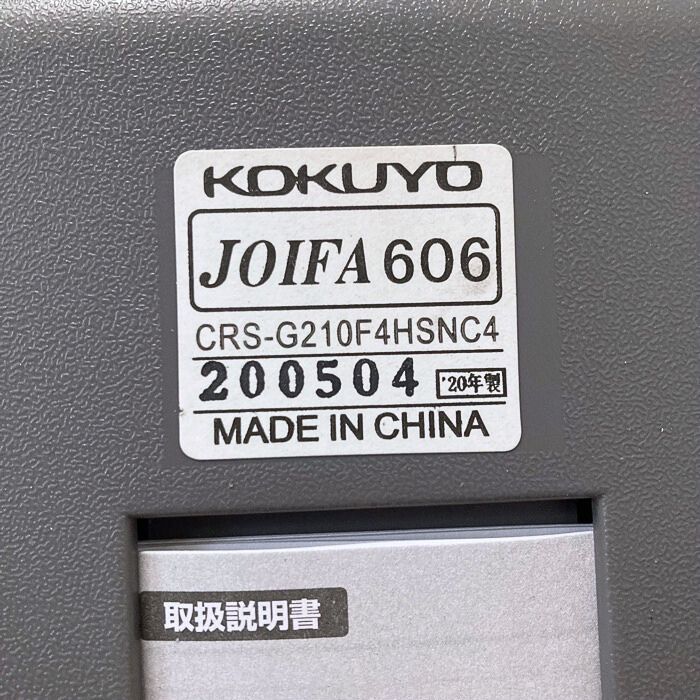 KOKUYO
JOIFA 606
CRS-G210F4HSNC4
200504 '20年製
MADE IN CHINA
取扱説明書